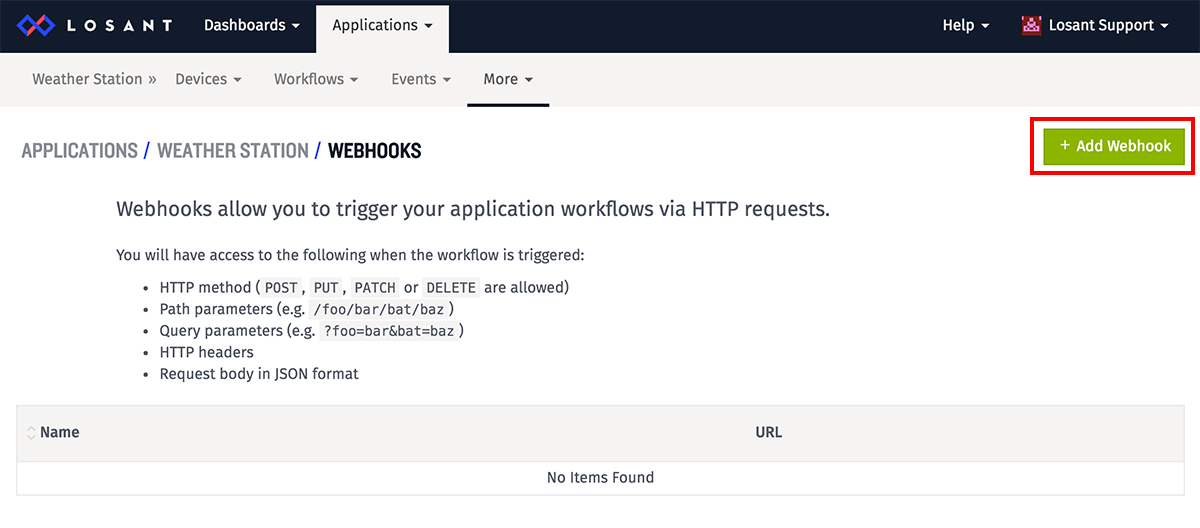 LOSANT Dashboards Applications Help Losant Support
Weather Station » Devices Workflows Events More
APPLICATIONS / WEATHER STATION / WEBHOOKS
+ Add Webhook
Webhooks allow you to trigger your application workflows via HTTP requests.
You will have access to the following when the workflow is triggered:
• HTTP method ( POST , PUT , PATCH or DELETE are allowed)
• Path parameters (e.g. /foo/bar/bat/baz )
• Query parameters (e.g. ?foo=bar&bat=baz )
• HTTP headers
• Request body in JSON format
Name URL
No Items Found